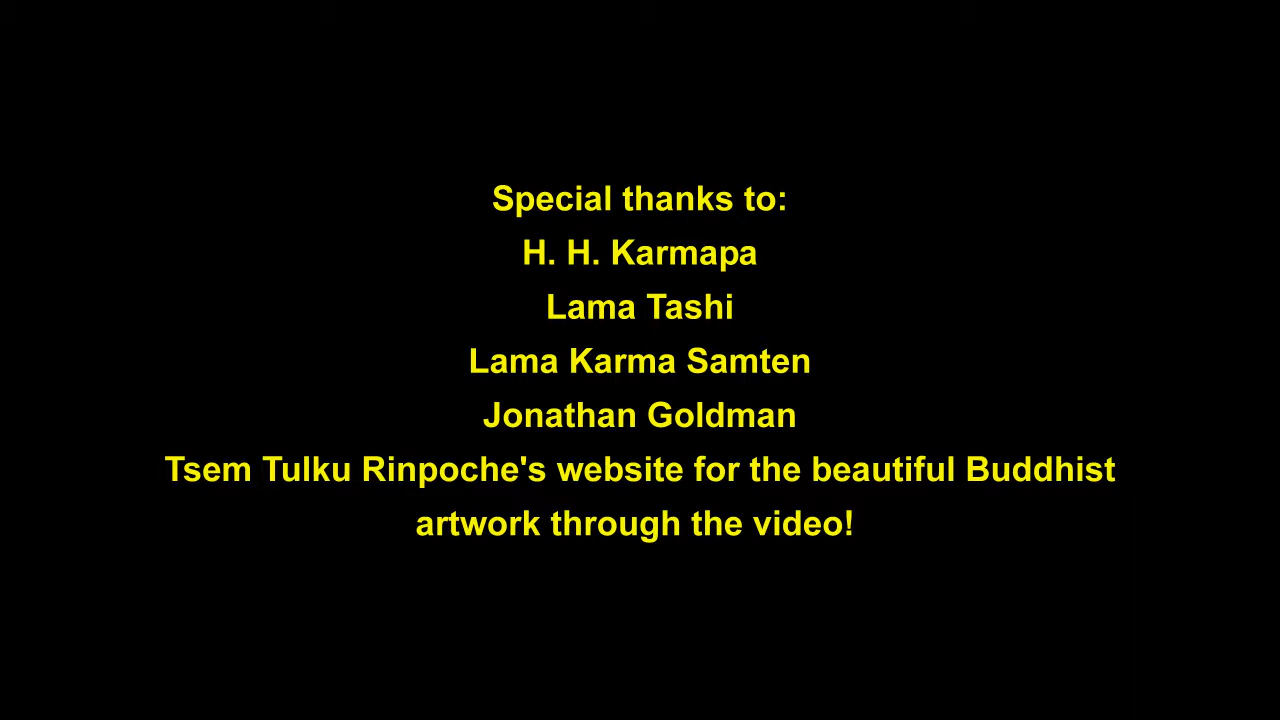 Special thanks to:
H. H. Karmapa
Lama Tashi
Lama Karma Samten
Jonathan Goldman
Tsem Tulku Rinpoche's website for the beautiful Buddhist
artwork through the video!